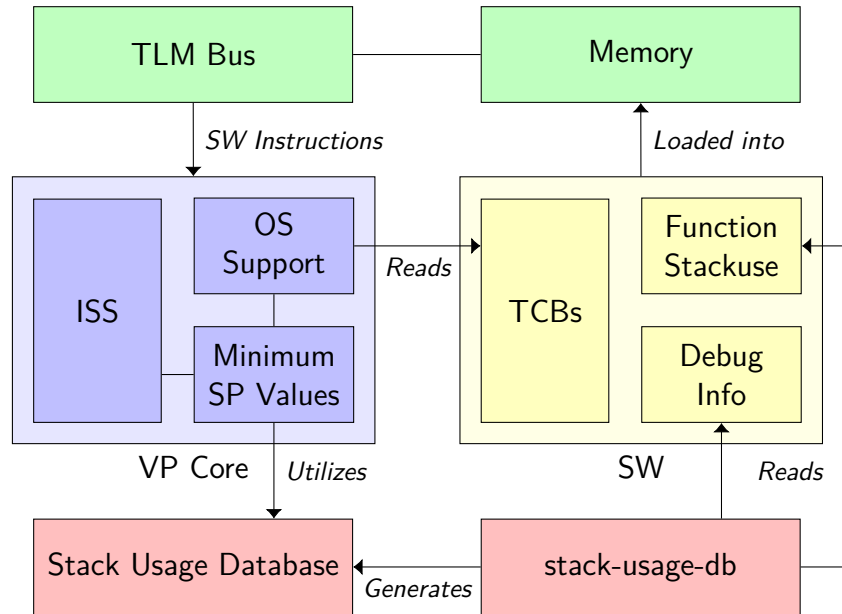 TLM Bus
Memory
SW Instructions
Loaded into
OS
Support
Function
Stackuse
Reads
ISS
TCBs
Minimum
SP Values
Debug
Info
VP Core
Utilizes
SW
Reads
Stack Usage Database
stack-usage-db
Generates